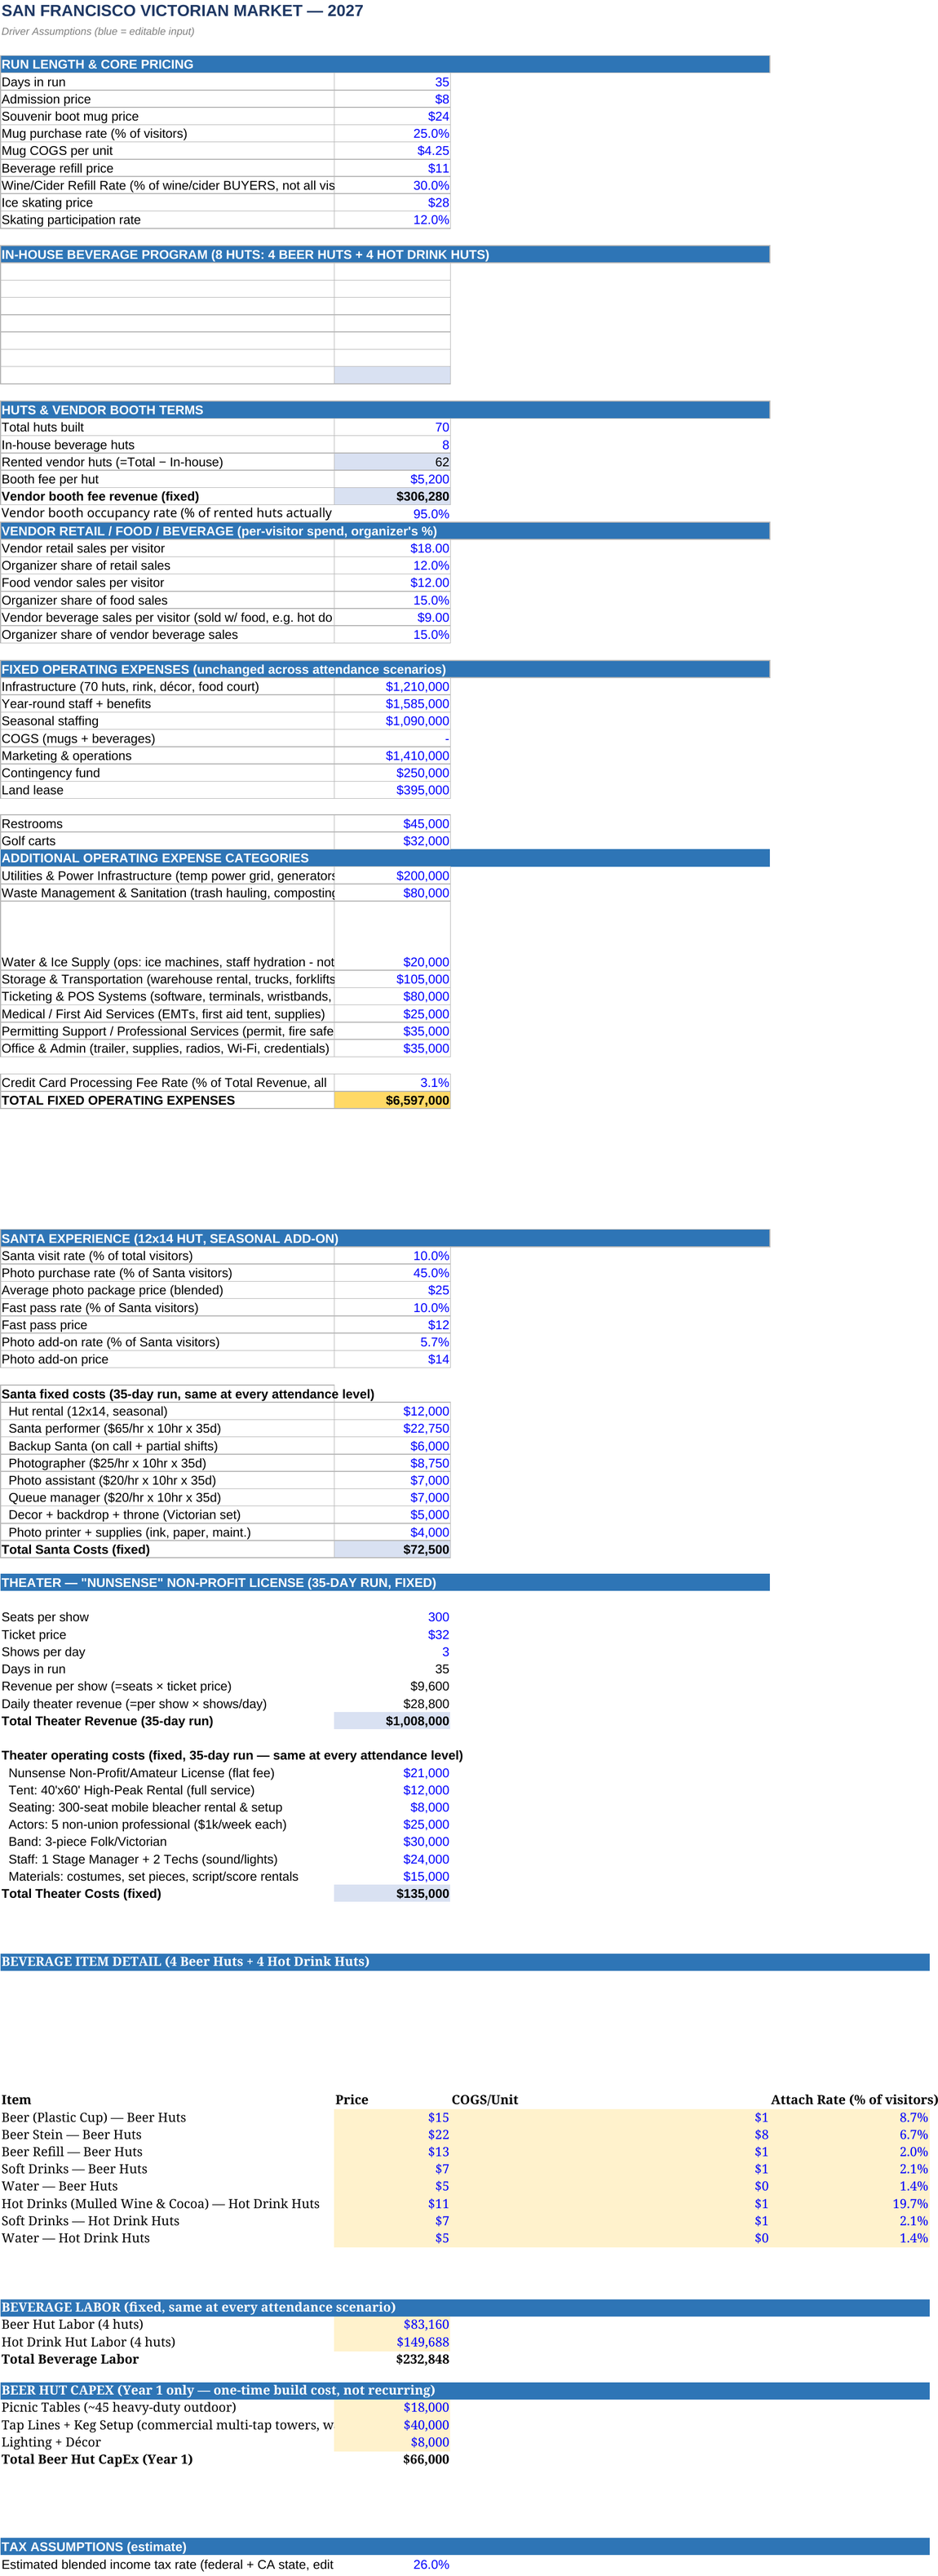 SAN FRANCISCO VICTORIAN MARKET — 2027
Driver Assumptions (blue = editable input)
RUN LENGTH & CORE PRICING
Days in run 35
Admission price $8
Souvenir boot mug price $24
Mug purchase rate (% of visitors) 25.0%
Mug COGS per unit $4.25
Beverage refill price $11
Wine/Cider Refill Rate (% of wine/cider BUYERS, not all vis 30.0%
Ice skating price $28
Skating participation rate 12.0%
IN-HOUSE BEVERAGE PROGRAM (8 HUTS: 4 BEER HUTS + 4 HOT DRINK HUTS)
HUTS & VENDOR BOOTH TERMS
Total huts built 70
In-house beverage huts 8
Rented vendor huts (=Total − In-house) 62
Booth fee per hut $5,200
Vendor booth fee revenue (fixed) $306,280
Vendor booth occupancy rate (% of rented huts actually 95.0%
VENDOR RETAIL / FOOD / BEVERAGE (per-visitor spend, organizer's %)
Vendor retail sales per visitor $18.00
Organizer share of retail sales 12.0%
Food vendor sales per visitor $12.00
Organizer share of food sales 15.0%
Vendor beverage sales per visitor (sold w/ food, e.g. hot do $9.00
Organizer share of vendor beverage sales 15.0%
FIXED OPERATING EXPENSES (unchanged across attendance scenarios)
Infrastructure (70 huts, rink, décor, food court) $1,210,000
Year-round staff + benefits $1,585,000
Seasonal staffing $1,090,000
COGS (mugs + beverages) -
Marketing & operations $1,410,000
Contingency fund $250,000
Land lease $395,000
Restrooms $45,000
Golf carts $32,000
ADDITIONAL OPERATING EXPENSE CATEGORIES
Utilities & Power Infrastructure (temp power grid, generators $200,000
Waste Management & Sanitation (trash hauling, composting $80,000
Water & Ice Supply (ops: ice machines, staff hydration - not $20,000
Storage & Transportation (warehouse rental, trucks, forklifts $105,000
Ticketing & POS Systems (software, terminals, wristbands, $80,000
Medical / First Aid Services (EMTs, first aid tent, supplies) $25,000
Permitting Support / Professional Services (permit, fire safe $35,000
Office & Admin (trailer, supplies, radios, Wi-Fi, credentials) $35,000
Credit Card Processing Fee Rate (% of Total Revenue, all 3.1%
TOTAL FIXED OPERATING EXPENSES $6,597,000
SANTA EXPERIENCE (12x14 HUT, SEASONAL ADD-ON)
Santa visit rate (% of total visitors) 10.0%
Photo purchase rate (% of Santa visitors) 45.0%
Average photo package price (blended) $25
Fast pass rate (% of Santa visitors) 10.0%
Fast pass price $12
Photo add-on rate (% of Santa visitors) 5.7%
Photo add-on price $14
Santa fixed costs (35-day run, same at every attendance level)
Hut rental (12x14, seasonal) $12,000
Santa performer ($65/hr x 10hr x 35d) $22,750
Backup Santa (on call + partial shifts) $6,000
Photographer ($25/hr x 10hr x 35d) $8,750
Photo assistant ($20/hr x 10hr x 35d) $7,000
Queue manager ($20/hr x 10hr x 35d) $7,000
Decor + backdrop + throne (Victorian set) $5,000
Photo printer + supplies (ink, paper, maint.) $4,000
Total Santa Costs (fixed) $72,500
THEATER — "NUNSENSE" NON-PROFIT LICENSE (35-DAY RUN, FIXED)
Seats per show 300
Ticket price $32
Shows per day 3
Days in run 35
Revenue per show (=seats × ticket price) $9,600
Daily theater revenue (=per show × shows/day) $28,800
Total Theater Revenue (35-day run) $1,008,000
Theater operating costs (fixed, 35-day run — same at every attendance level)
Nunsense Non-Profit/Amateur License (flat fee) $21,000
Tent: 40'x60' High-Peak Rental (full service) $12,000
Seating: 300-seat mobile bleacher rental & setup $8,000
Actors: 5 non-union professional ($1k/week each) $25,000
Band: 3-piece Folk/Victorian $30,000
Staff: 1 Stage Manager + 2 Techs (sound/lights) $24,000
Materials: costumes, set pieces, script/score rentals $15,000
Total Theater Costs (fixed) $135,000
BEVERAGE ITEM DETAIL (4 Beer Huts + 4 Hot Drink Huts)
Item Price COGS/Unit Attach Rate (% of visitors)
Beer (Plastic Cup) — Beer Huts $15 $1 8.7%
Beer Stein — Beer Huts $22 $8 6.7%
Beer Refill — Beer Huts $13 $1 2.0%
Soft Drinks — Beer Huts $7 $1 2.1%
Water — Beer Huts $5 $0 1.4%
Hot Drinks (Mulled Wine & Cocoa) — Hot Drink Huts $11 $1 19.7%
Soft Drinks — Hot Drink Huts $7 $1 2.1%
Water — Hot Drink Huts $5 $0 1.4%
BEVERAGE LABOR (fixed, same at every attendance scenario)
Beer Hut Labor (4 huts) $83,160
Hot Drink Hut Labor (4 huts) $149,688
Total Beverage Labor $232,848
BEER HUT CAPEX (Year 1 only — one-time build cost, not recurring)
Picnic Tables (~45 heavy-duty outdoor) $18,000
Tap Lines + Keg Setup (commercial multi-tap towers, w $40,000
Lighting + Décor $8,000
Total Beer Hut CapEx (Year 1) $66,000
TAX ASSUMPTIONS (estimate)
Estimated blended income tax rate (federal + CA state, edit 26.0%